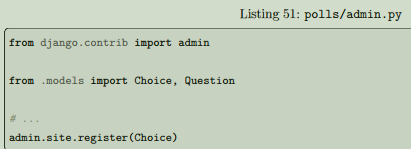 Listing 51: polls/admin.py
from django.contrib import admin
from .models import Choice, Question
# ...
admin.site.register(Choice)